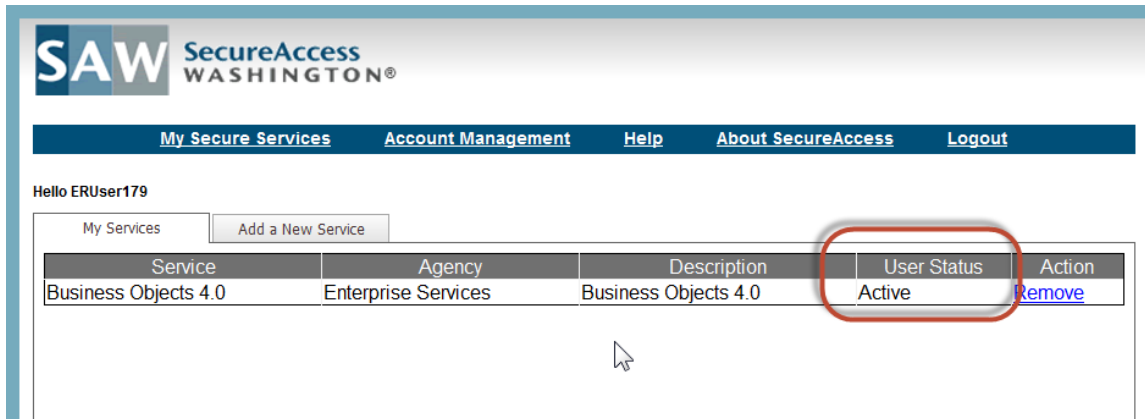 SAW SecureAccess
WASHINGTON®
My Secure Services Account Management Help About SecureAccess Logout
Hello ERUser179
My Services Add a New Service
Service Agency Description User Status Action
Business Objects 4.0 Enterprise Services Business Objects 4.0 Active Remove